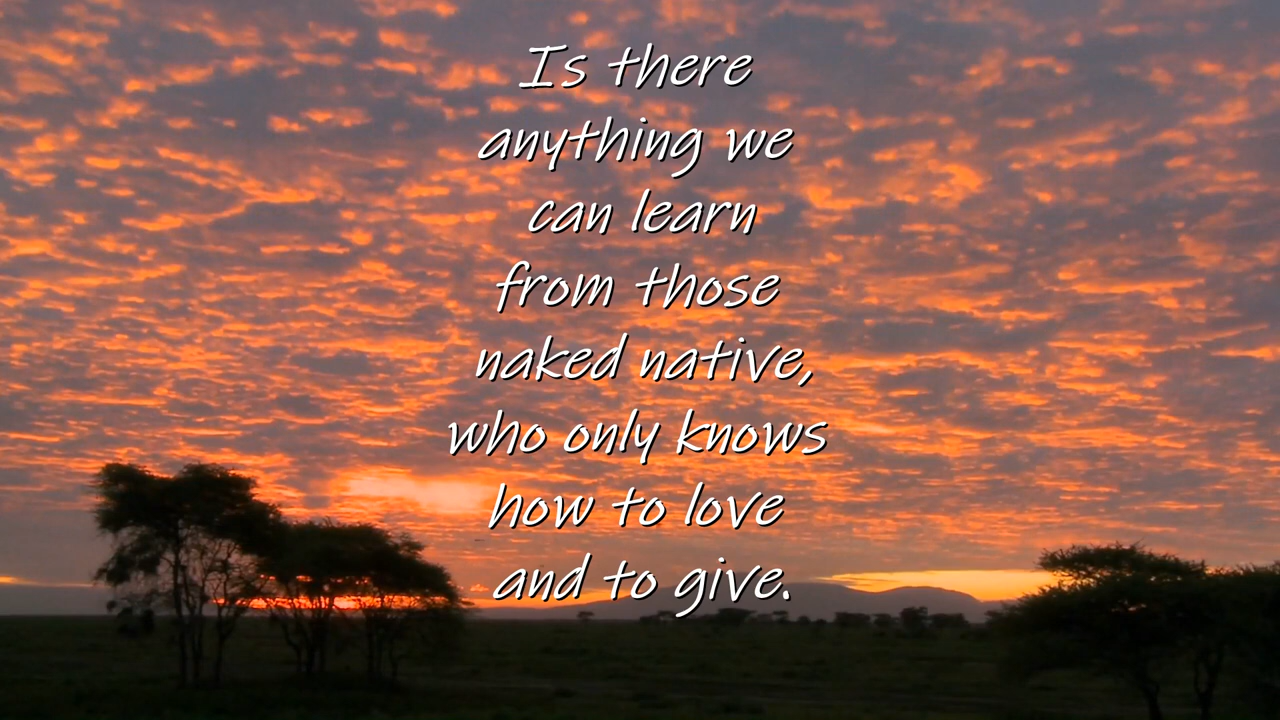 Is there
anything we
can learn
from those
naked native,
who only knows
how to love
and to give.